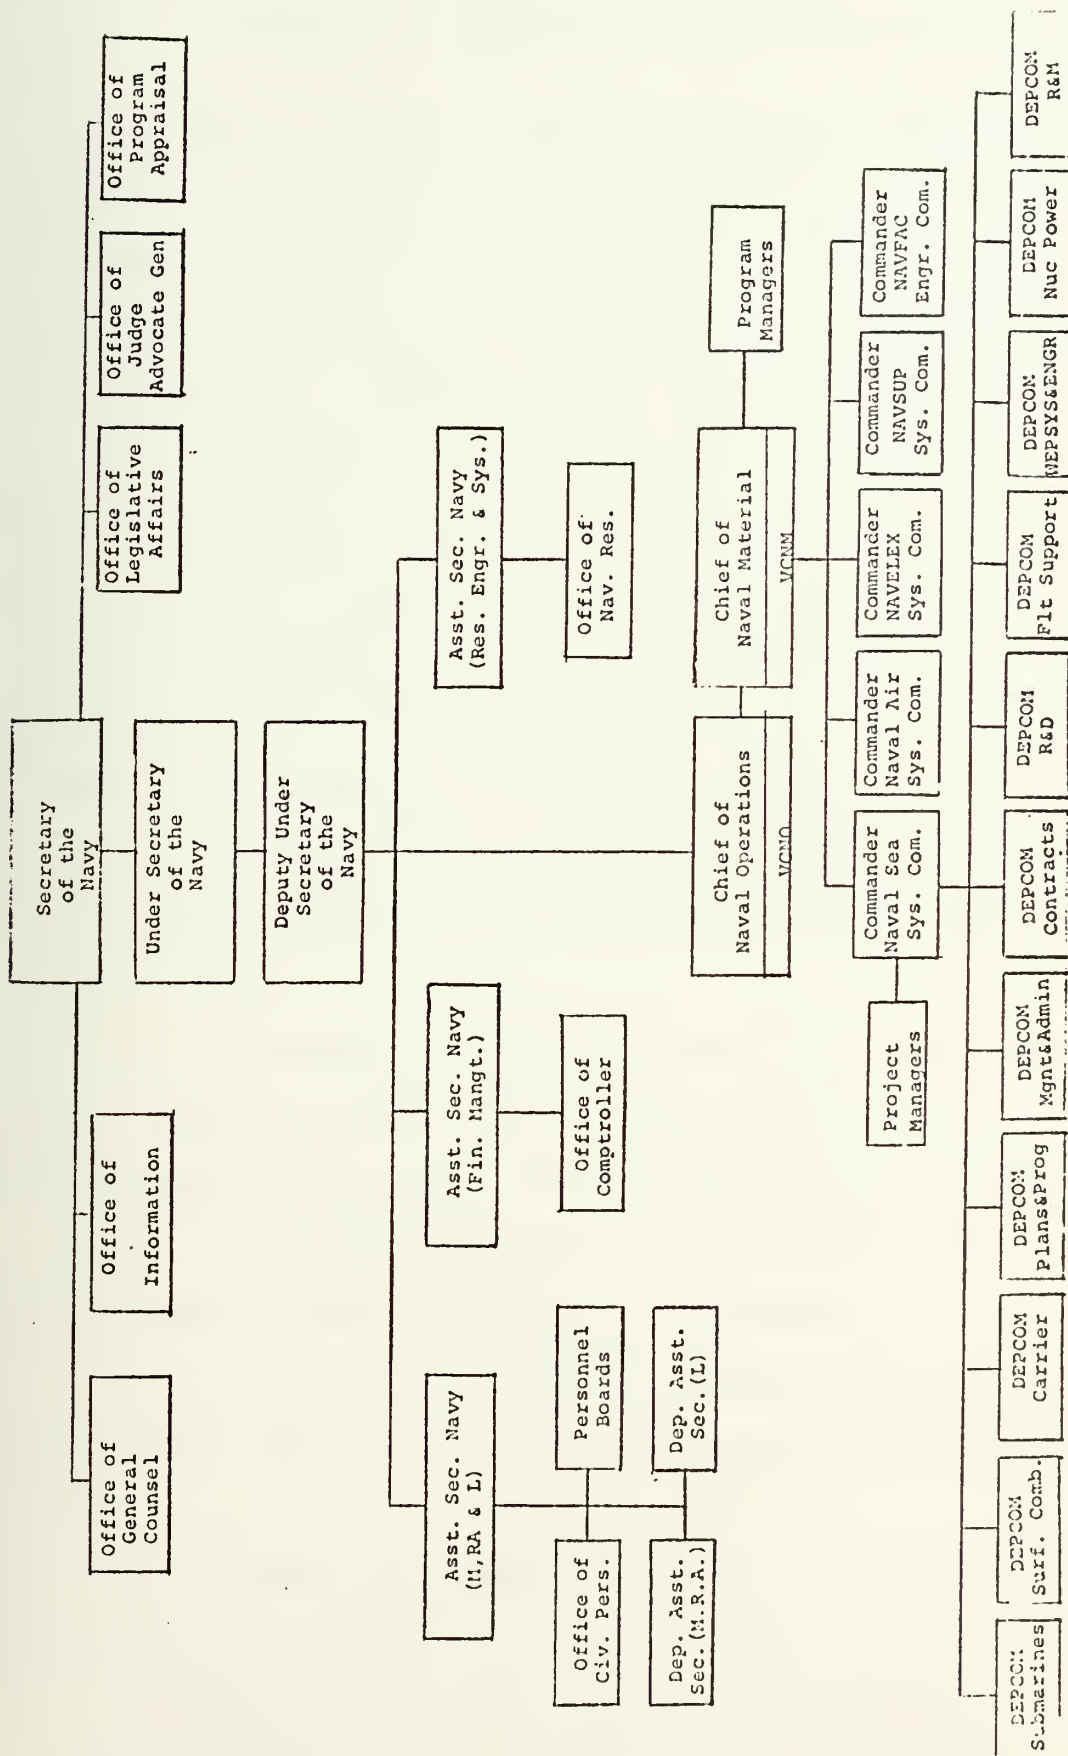 Secretary
of the
Navy
Office of
General
Counsel
Office of
Information
Office of
Legislative
Affairs
Office of
Judge
Advocate Gen
Office of
Program
Appraisal
Under Secretary
of the
Navy
Deputy Under
Secretary
of the
Navy
Asst. Sec. Navy
(M,RA & L)
Asst. Sec. Navy
(Fin. Mangt.)
Asst. Sec. Navy
(Res. Engr. & Sys.)
Office of
Civ. Pers.
Personnel
Boards
Office of
Comptroller
Office of
Nav. Res.
Dep. Asst.
Sec.(M.R.A.)
Dep. Asst.
Sec.(L)
Chief of
Naval Operations
VCNO
Chief of
Naval Material
VCNM
Program
Managers
Project
Managers
Commander
Naval Sea
Sys. Com.
Commander
Naval Air
Sys. Com.
Commander
NAVELEX
Sys. Com.
Commander
NAVSUP
Sys. Com.
Commander
NAVFAC
Engr. Com.
DEPCOM
Submarines
DEPCOM
Surf. Comb.
DEPCOM
Carrier
DEPCOM
Plans&Prog
DEPCOM
Mgnt&Admin
DEPCOM
Contracts
DEPCOM
R&D
DEPCOM
Flt Support
DEPCOM
WEPSYS&ENGR
DEPCOM
Nuc Power
DEPCOM
R&M